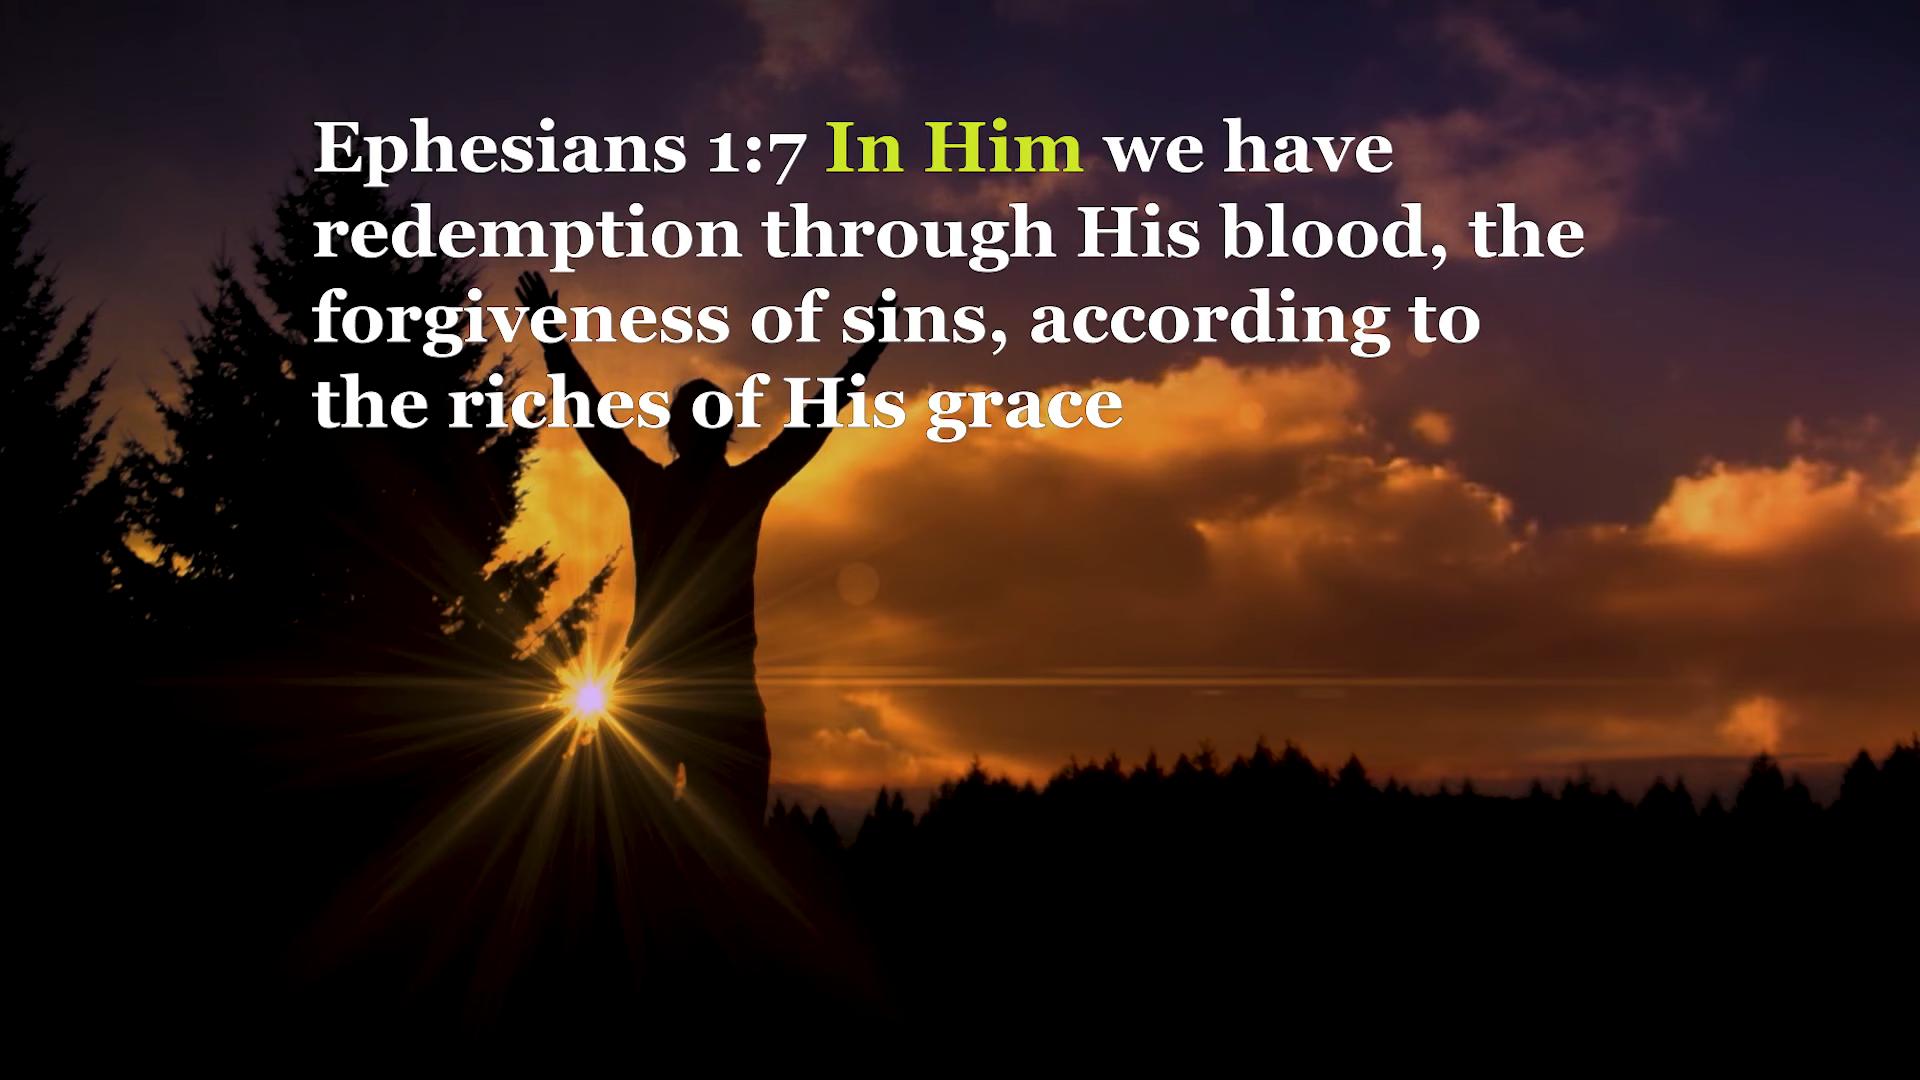 Ephesians 1:7 In Him we have
redemption through His blood, the
forgiveness of sins, according to
the riches of His grace